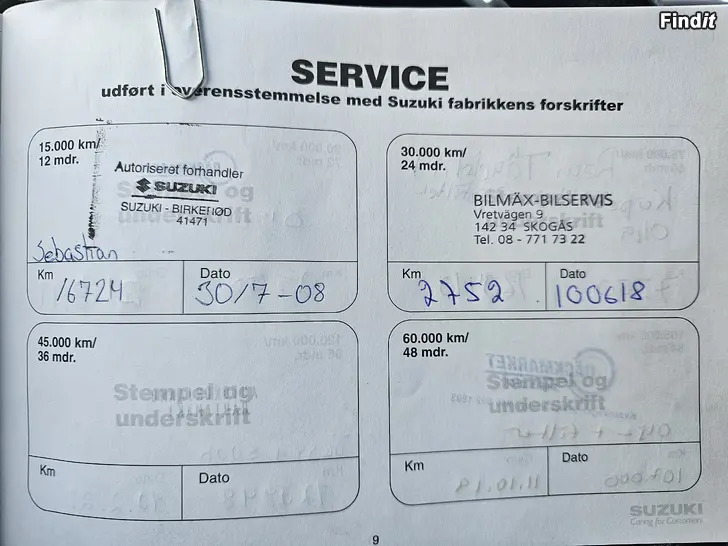 Findit
SERVICE
udført i overensstemmelse med Suzuki fabrikkens forskrifter
15.000 km/
12 mdr.
Autoriseret forhandler
SUZUKI
SUZUKI - BIRKERØD
41471
Sebastian
Km
16724
Dato
30/7-08
30.000 km/
24 mdr.
BILMÄX-BILSERVIS
Vretvägen 9
142 34 SKOGÅS
Tel. 08 - 771 73 22
Km
2752
Dato
100618
45.000 km/
36 mdr.
Stempel og
underskrift
Km
Dato
60.000 km/
48 mdr.
Stempel og
underskrift
Km
Dato
SUZUKI
Caring for Customers
9